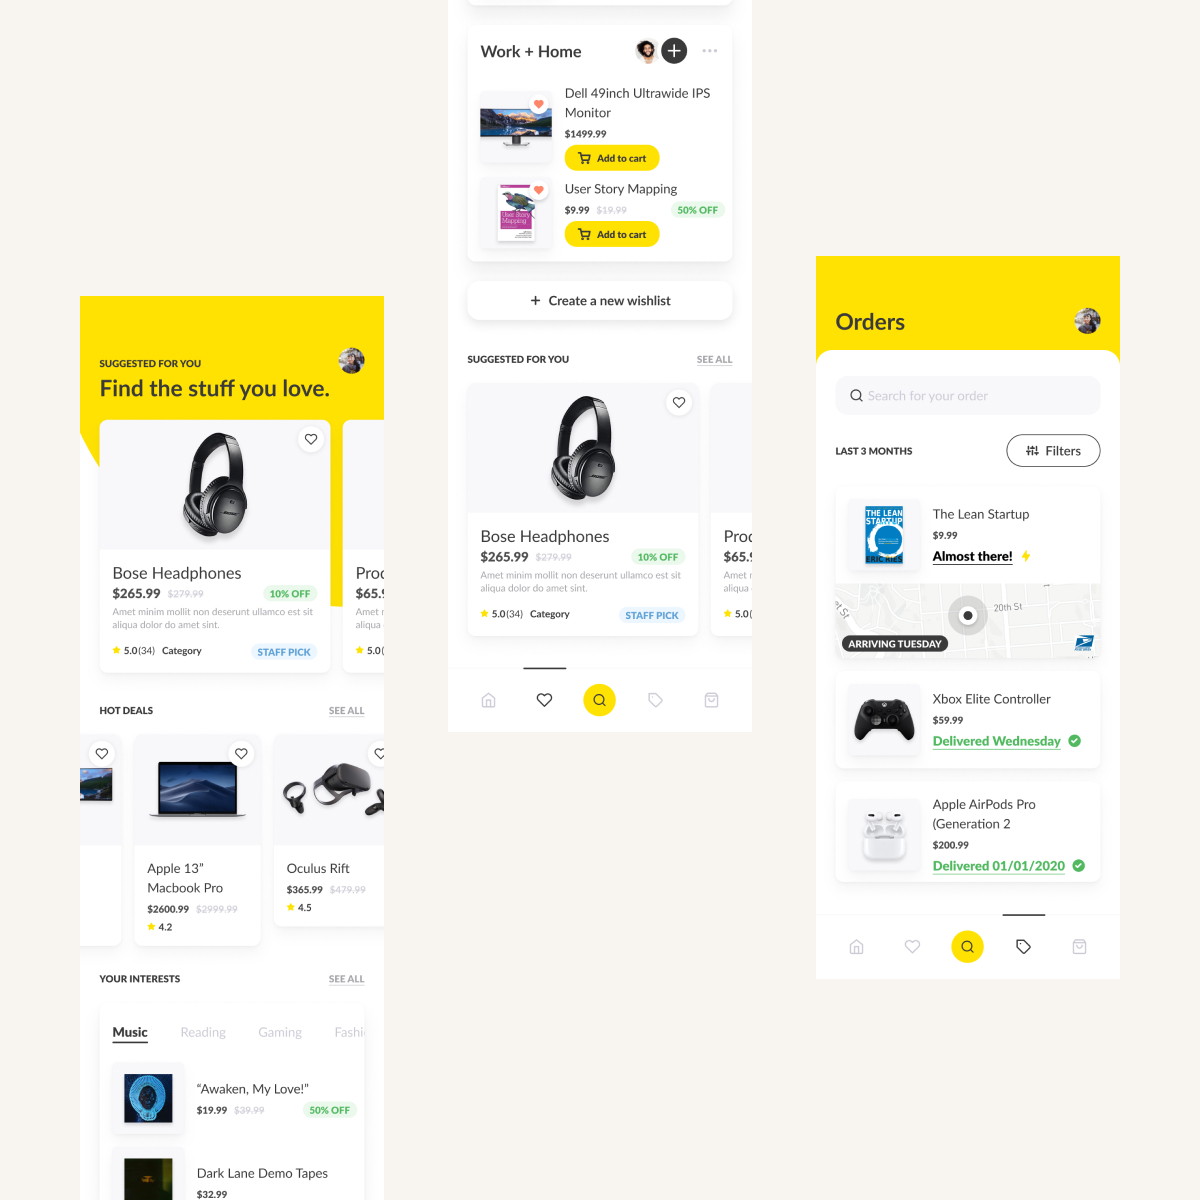 SUGGESTED FOR YOU
Find the stuff you love.
Bose Headphones
$265.99 $279.99 10% OFF
Amet minim mollit non deserunt ullamco est sit
aliqua dolor do amet sint.
5.0(34) Category STAFF PICK
$65.
Amet
aliqua
5.0(
HOT DEALS SEE ALL
Apple 13”
Macbook Pro
$2600.99 $2999.99
4.2
Oculus Rift
$365.99 $479.99
4.5
YOUR INTERESTS SEE ALL
Music Reading Gaming
“Awaken, My Love!”
$19.99 $39.99 50% OFF
Dark Lane Demo Tapes
$32.99
Work + Home
Dell 49inch Ultrawide IPS
Monitor
$1499.99
Add to cart
User Story
Mapping
User Story Mapping
$9.99 $19.99 50% OFF
Add to cart
+ Create a new wishlist
SUGGESTED FOR YOU SEE ALL
Bose Headphones
$265.99 $279.99 10% OFF
Amet minim mollit non deserunt ullamco est sit
aliqua dolor do amet sint.
5.0(34) Category STAFF PICK
$65.9
Amet
aliqua
5.0(
Orders
Search for your order
LAST 3 MONTHS Filters
THE LEAN
STARTUP
ERIC RIES
The Lean Startup
$9.99
Almost there!
20th St
ARRIVING TUESDAY
Xbox Elite Controller
$59.99
Delivered Wednesday
Apple AirPods Pro
(Generation 2
$200.99
Delivered 01/01/2020